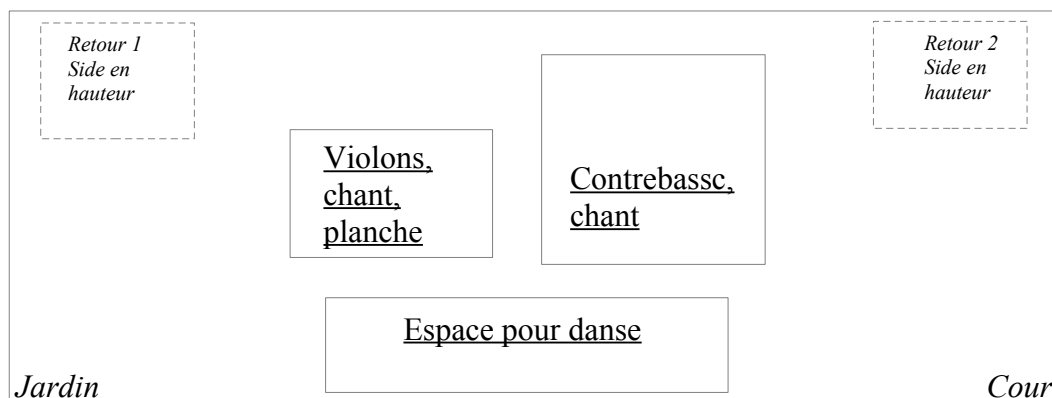 Retour 1
Side en
hauteur
Retour 2
Side en
hauteur
Violons,
chant,
planche
Contrebassc,
chant
Espace pour danse
Jardin
Cour